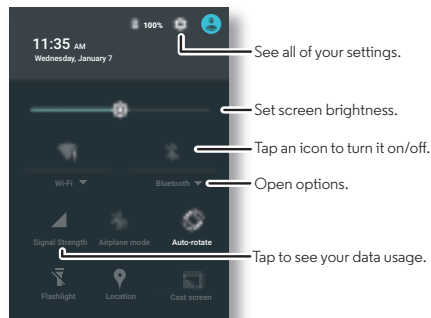 100%
11:35 AM
Wednesday, January 7
See all of your settings.
Set screen brightness.
Tap an icon to turn it on/off.
Wi-Fi Bluetooth
Open options.
Signal Strength Airplane mode Auto-rotate
Tap to see your data usage.
Flashlight Location Cast screen